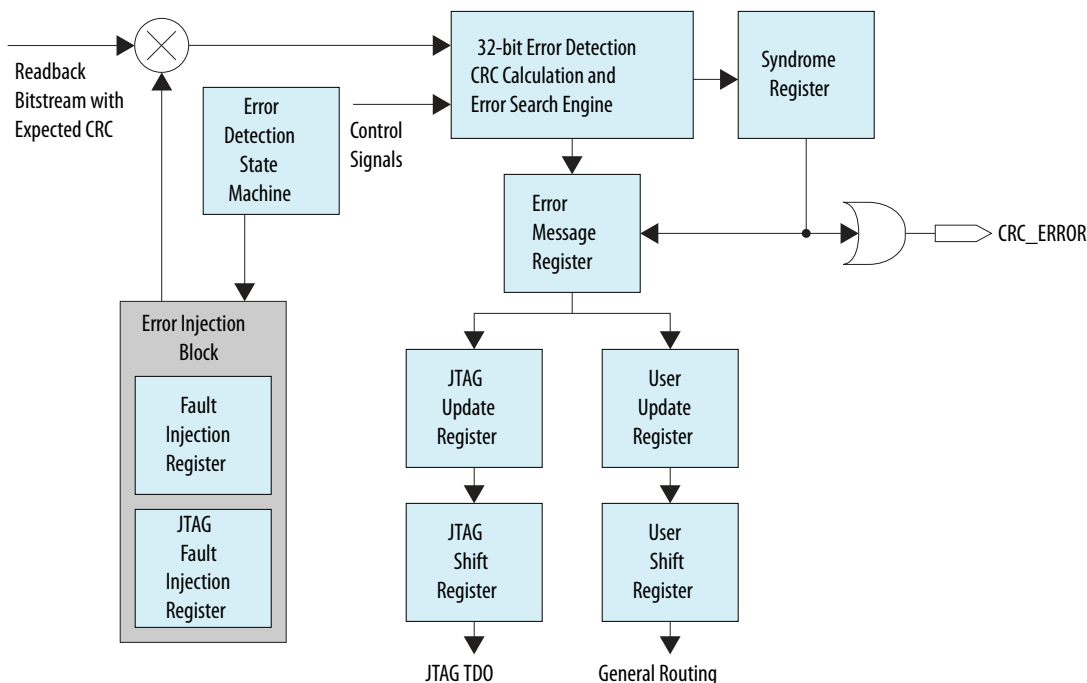 32-bit Error Detection
CRC Calculation and
Error Search Engine
Syndrome
Register
Readback
Bitstream with
Expected CRC
Error
Detection
State
Machine
Control
Signals
Error
Message
Register
CRC_ERROR
Error Injection
Block
Fault
Injection
Register
JTAG
Fault
Injection
Register
JTAG
Update
Register
User
Update
Register
JTAG
Shift
Register
User
Shift
Register
JTAG TDO
General Routing